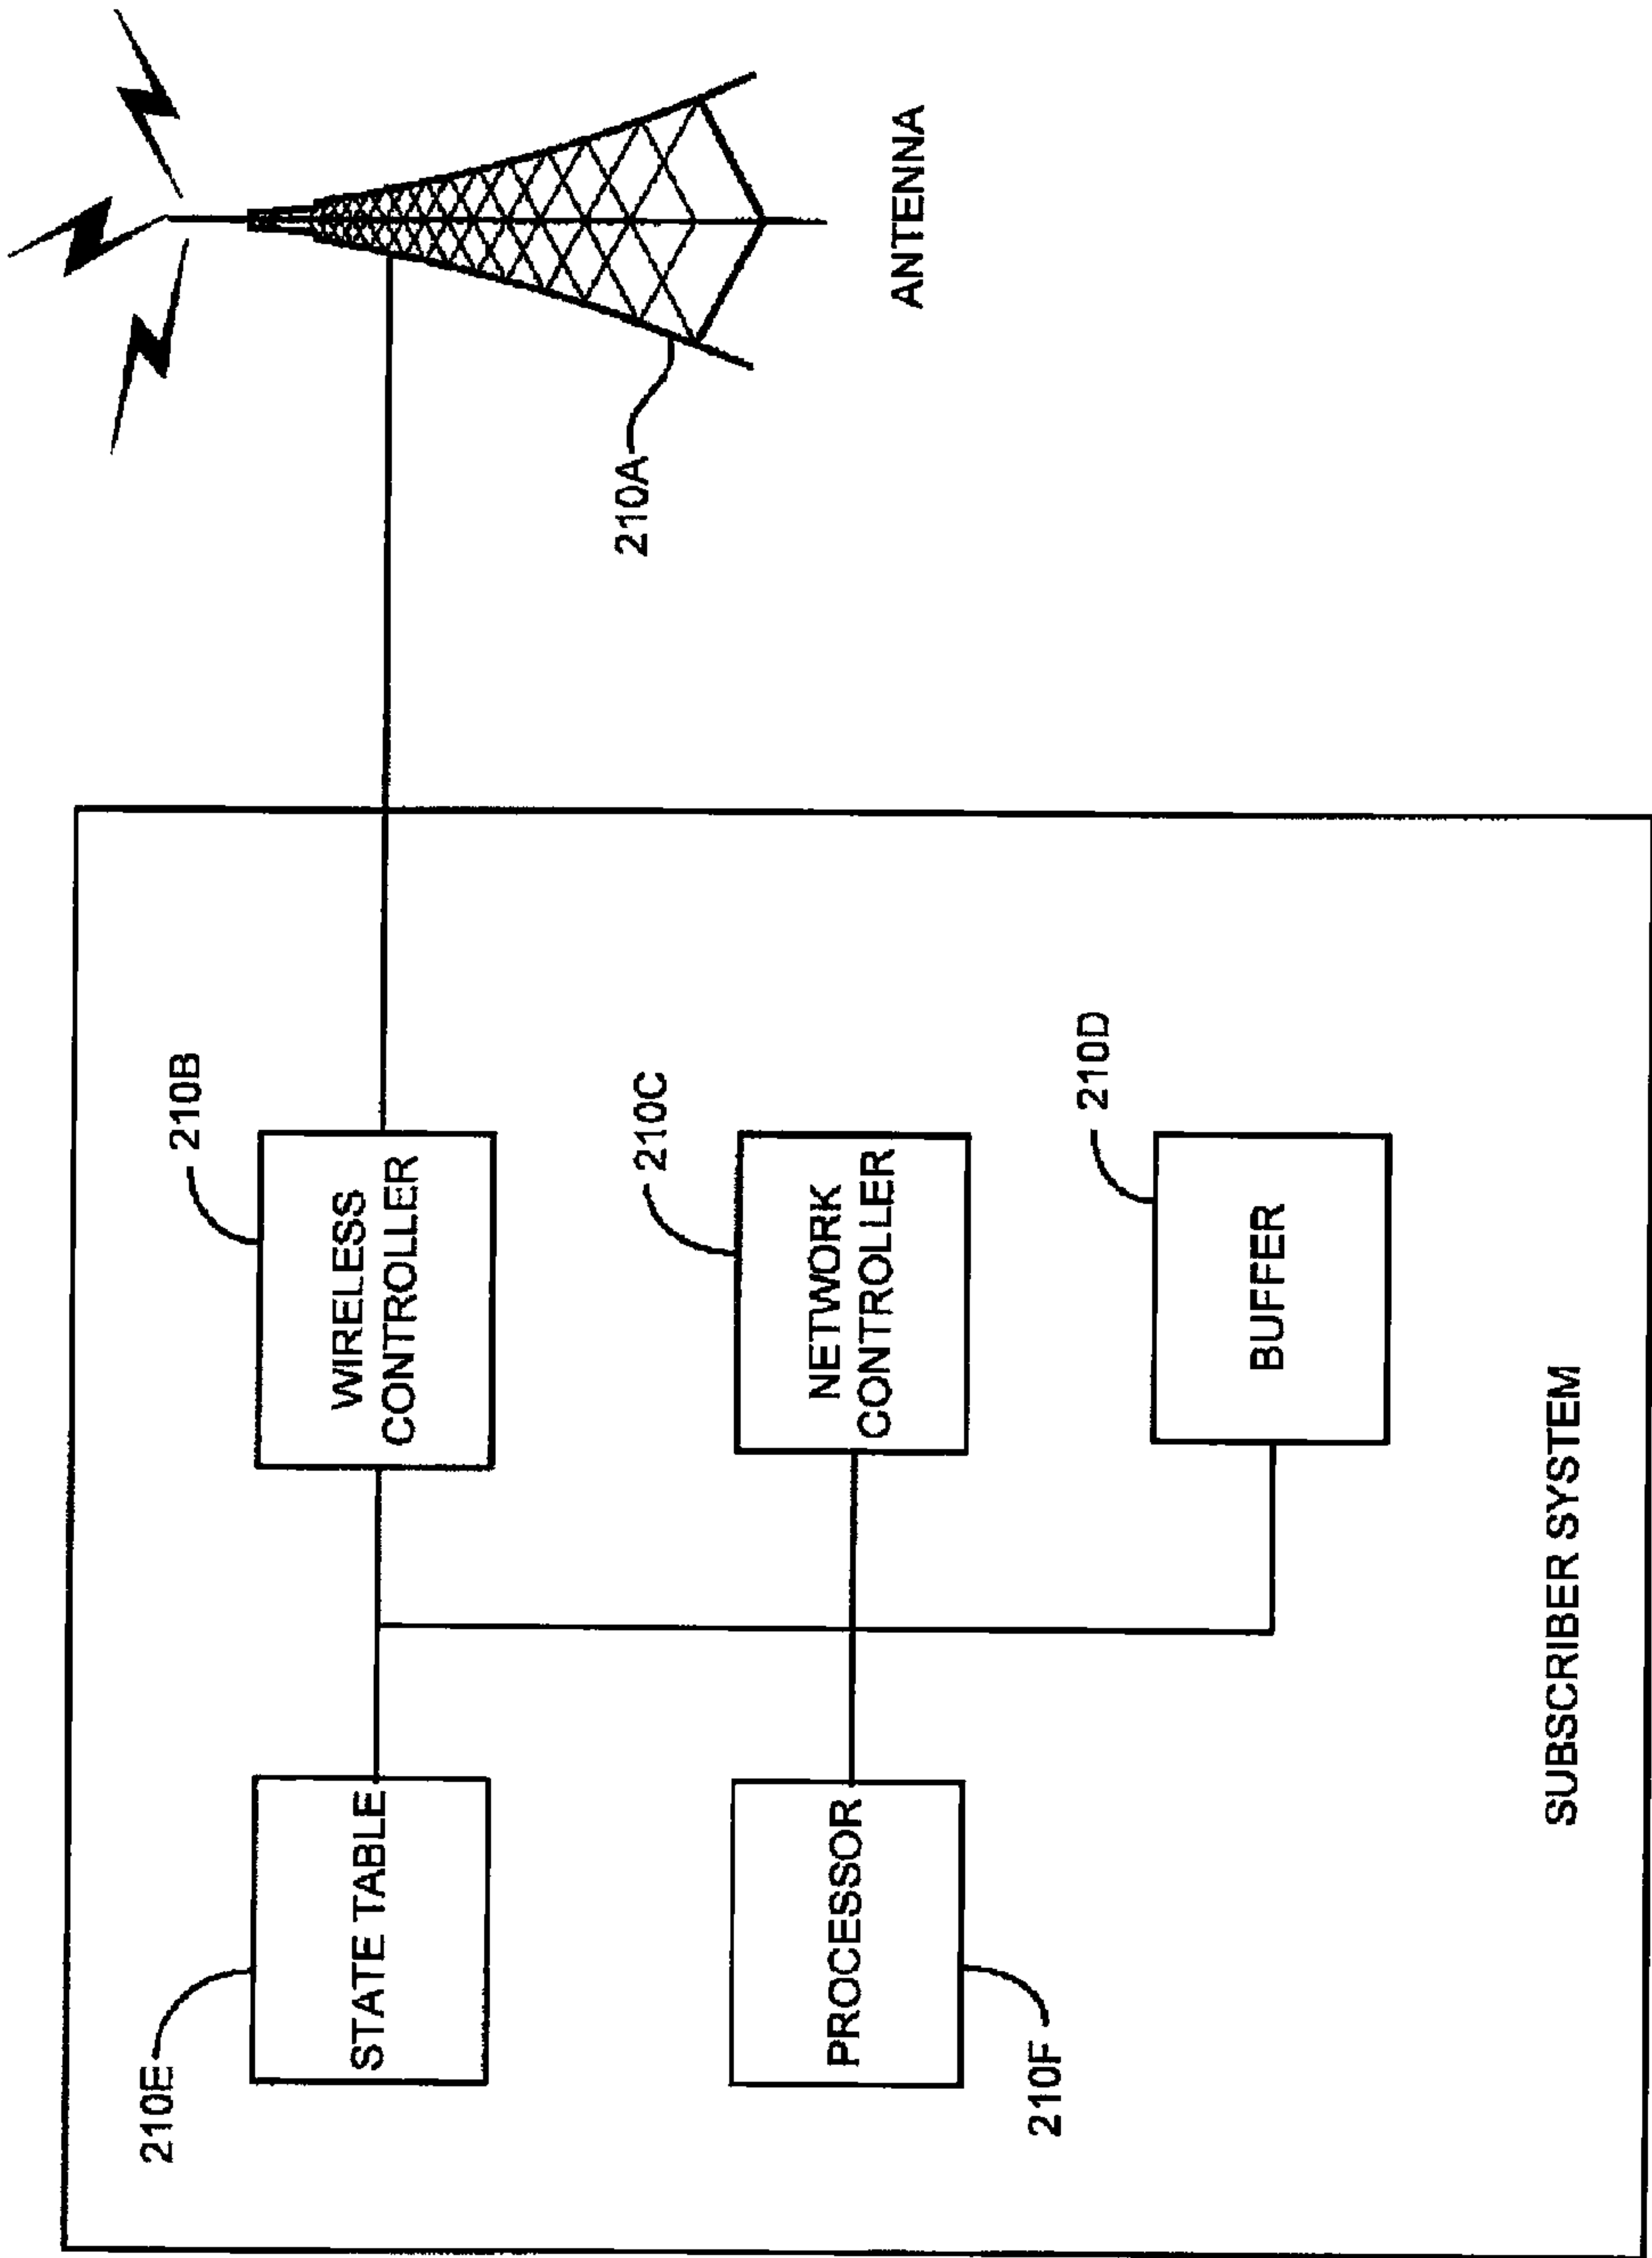 ANTENNA
210A
210B
WIRELESS
CONTROLLER
210C
NETWORK
CONTROLLER
210D
BUFFER
210E
STATE TABLE
PROCESSOR
210F
SUBSCRIBER SYSTEM